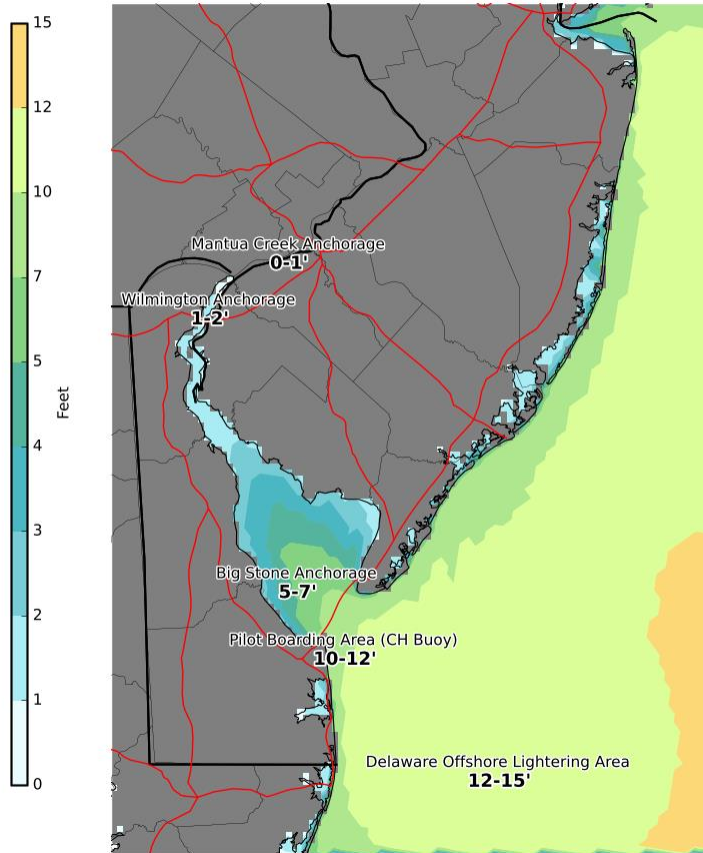 15
12
10
7
5
4
3
2
1
0
Feet
Mantua Creek Anchorage
0-1'
Wilmington Anchorage
1-2'
Big Stone Anchorage
5-7'
Pilot Boarding Area (CH Buoy)
10-12'
Delaware Offshore Lightering Area
12-15'